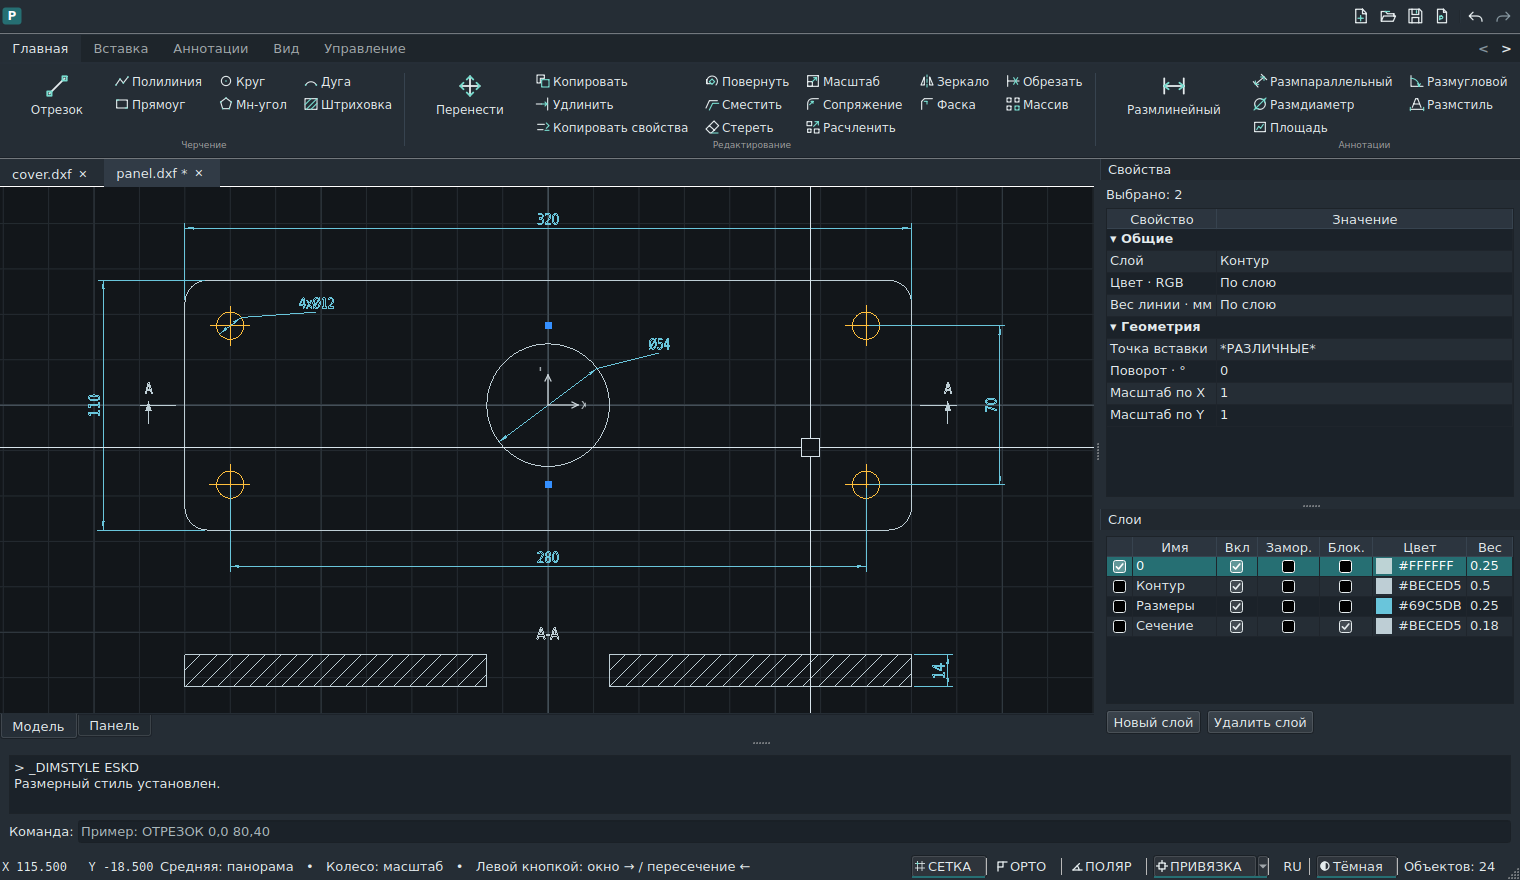 P
Главная Вставка Аннотации Вид Управление < >
Отрезок Полилиния Круг Дуга
Прямоуг Мн-угол Штриховка
Черчение
Перенести Копировать Повернуть Масштаб Зеркало Обрезать
Удлинить Сместить Сопряжение Фаска Массив
Копировать свойства Стереть Расчленить
Редактирование
Размлинейный Размпараллельный Размугловой
Размдиаметр Размстиль
Площадь
Аннотации
cover.dxf × panel.dxf * ×
320
4xØ12
Ø54
A A
110
70
X
280
A-A
14
Модель Панель
Свойства
Выбрано: 2
Свойство Значение
▾ Общие
Слой Контур
Цвет · RGB По слою
Вес линии · мм По слою
▾ Геометрия
Точка вставки *РАЗЛИЧНЫЕ*
Поворот · ° 0
Масштаб по X 1
Масштаб по Y 1
Слои
Имя Вкл Замор. Блок. Цвет Вес
0 #FFFFFF 0.25
Контур #BECED5 0.5
Размеры #69C5DB 0.25
Сечение #BECED5 0.18
Новый слой Удалить слой
> _DIMSTYLE ESKD
Размерный стиль установлен.
Команда: Пример: ОТРЕЗОК 0,0 80,40
X 115.500 Y -18.500 Средняя: панорама • Колесо: масштаб • Левой кнопкой: окно → / пересечение ← СЕТКА ОРТО ПОЛЯР ПРИВЯЗКА RU Тёмная Объектов: 24